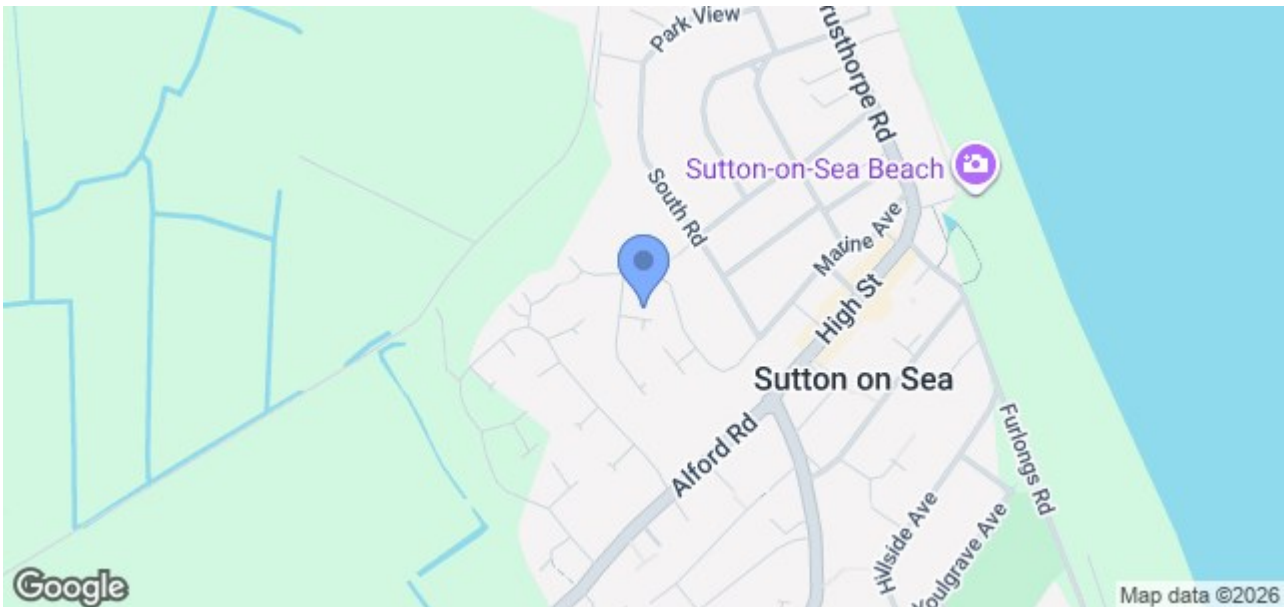 Park View
Trusthorpe Rd
Sutton-on-Sea Beach
South Rd
Marine Ave
High St
Sutton on Sea
Alford Rd
Furlongs Rd
Hillside Ave
Youlgrave Ave
Google
Map data ©2026